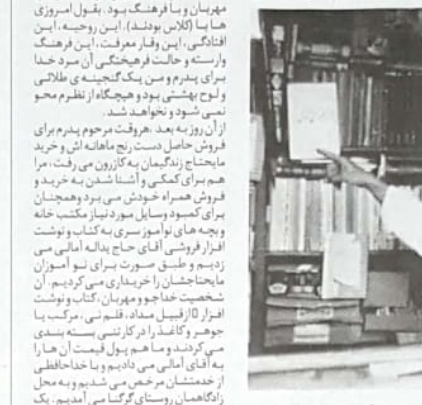 مهربان و با فرهنگ بود، بقول امروزی
ها با (کلاس بودند)، این روحیه، این
افتادگی، این وقار معرفت، این فرهنگ
وارسته و حالت فرهیختگی آن مرد خدا
برای پدرم و من یک گنجینه ی طلائی
و لوح بهشتی بود و هیچگاه از نظرم محو
نمی شود و نخواهد شد.
از آن روز به بعد، هروقت مرحوم پدرم برای
فروش حاصل دست رنج ماهانه اش و خرید
مایحتاج زندگیمان به کازرون می رفت، مرا
هم برای کمکی و آشنا شدن به خرید و
فروش همراه خودش می برد و همچنان
برای کمبود وسایل مورد نیاز مکتب خانه
و بچه های نوآموز سری به کتاب و نوشت
افزار فروشی آقای حاج یداله امالی می
زدیم و طبق صورت برای نو آموزان
مایحتاجشان را خریداری می کردیم. آن
شخصیت خداجو و مهربان، کتاب و نوشت
افزار از قبیل مداد، قلم نی، مرکب یا
جوهر و کاغذ را در کارتنی بسته بندی
می کردند و ما هم پول قیمت آن ها را
به آقای امالی می دادیم و با خداحافظی
از خدمتشان مرخص می شدیم و به محل
زادگاهمان روستای گرگنا می آمدیم. یک